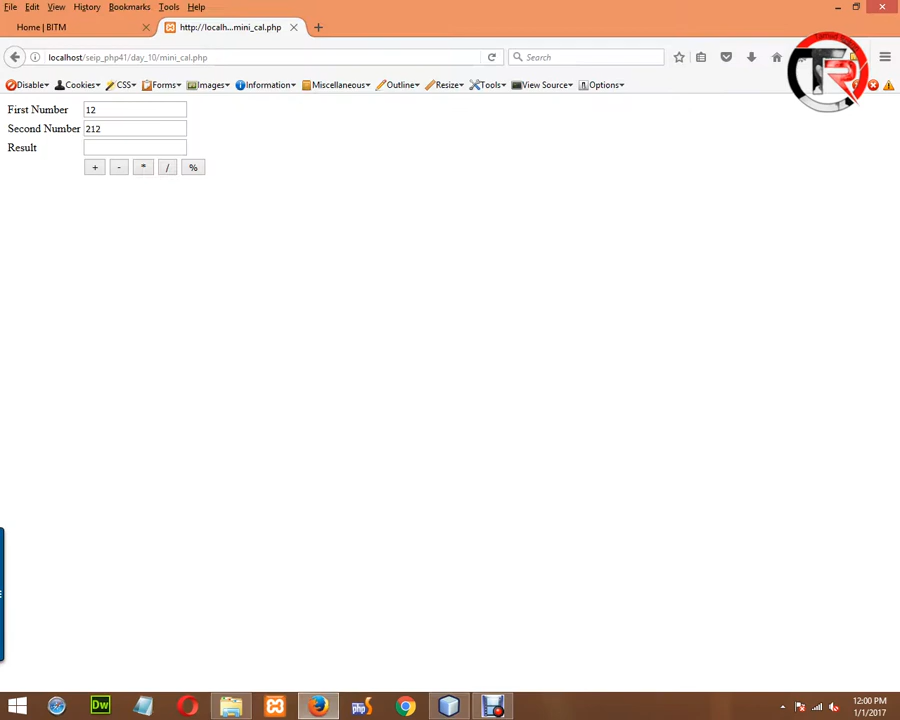 File Edit View History Bookmarks Tools Help
Home | BITM
http://localh...mini_cal.php
localhost/seip_php41/day_10/mini_cal.php
Search
Disable Cookies CSS Forms Images Information Miscellaneous Outline Resize Tools View Source Options
First Number 12
Second Number 212
Result
+ - * / %
Dw
php
12:00 PM
1/1/2017